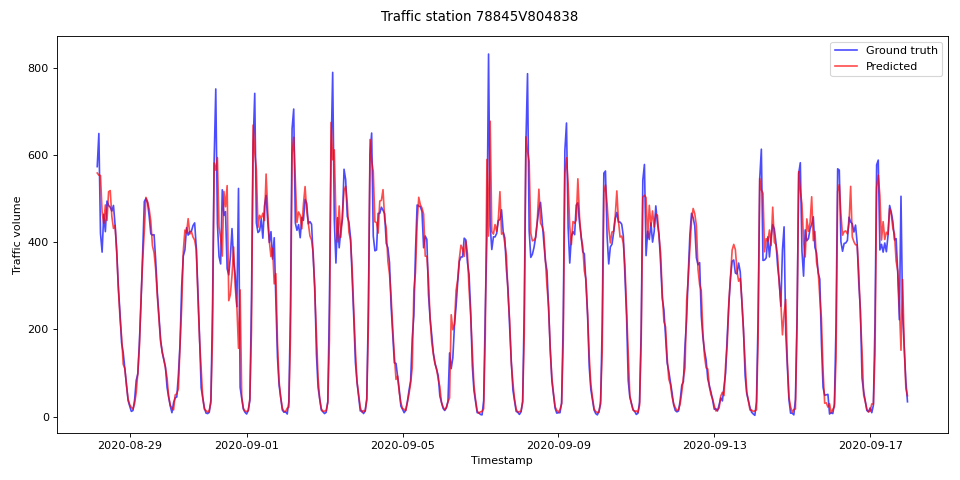 Traffic station 78845V804838
Ground truth
Predicted
Traffic volume
800
600
400
200
0
2020-08-29
2020-09-01
2020-09-05
2020-09-09
2020-09-13
2020-09-17
Timestamp